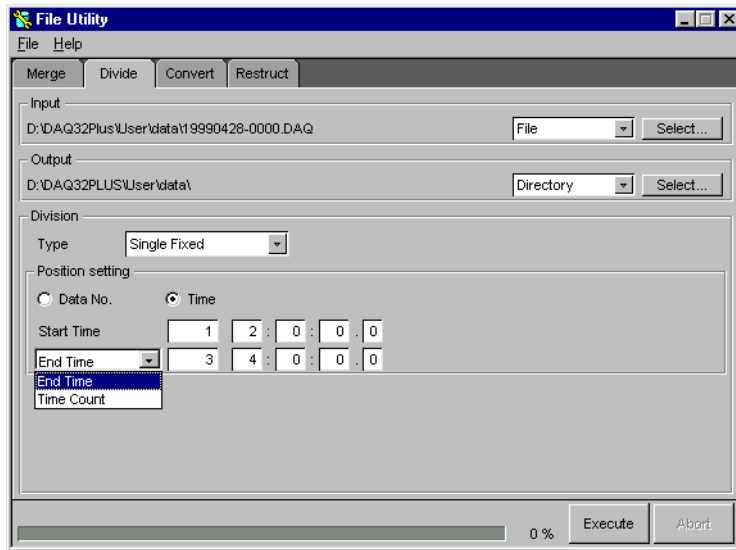 File Utility
File Help
Merge Divide Convert Restruct
Input
D:\DAQ32Plus\User\data\19990428-0000.DAQ File Select...
Output
D:\DAQ32PLUS\User\data\ Directory Select...
Division
Type Single Fixed
Position setting
Data No. Time
Start Time 1 2 : 0 : 0 . 0
End Time 3 4 : 0 : 0 . 0
End Time
Time Count
0 % Execute Abort